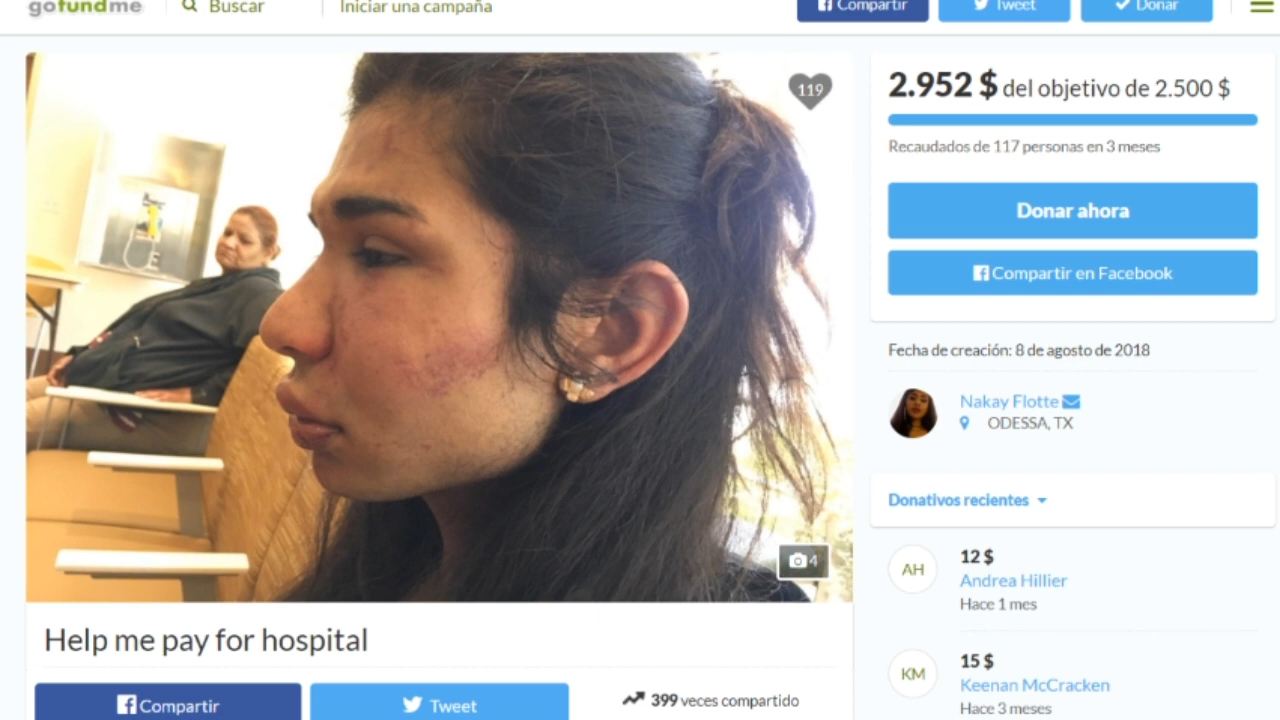 gofundme
Buscar
Iniciar una campaña
Compartir
Tweet
Donar
119
4
Help me pay for hospital
Compartir
Tweet
399 veces compartido
2.952 $ del objetivo de 2.500 $
Recaudados de 117 personas en 3 meses
Donar ahora
Compartir en Facebook
Fecha de creación: 8 de agosto de 2018
Nakay Flotte
ODESSA, TX
Donativos recientes
AH
12 $
Andrea Hillier
Hace 1 mes
KM
15 $
Keenan McCracken
Hace 3 meses